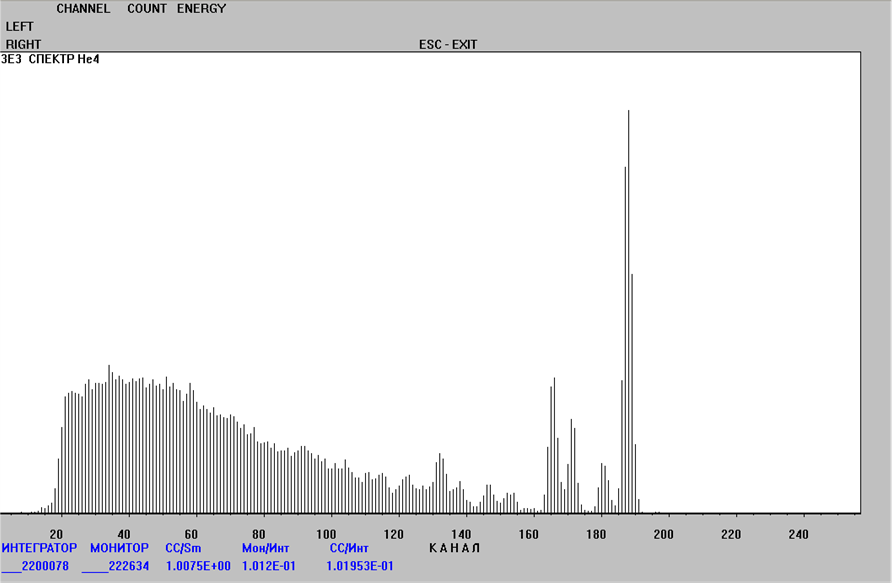 CHANNEL COUNT ENERGY
LEFT
RIGHT ESC - EXIT
3E3 СПЕКТР He4
20 40 60 80 100 120 140 160 180 200 220 240
ИНТЕГРАТОР МОНИТОР CC/Sm Мон/Инт СС/Инт К А Н А Л
___2200078 ____222634 1.0075E+00 1.012E-01 1.01953E-01